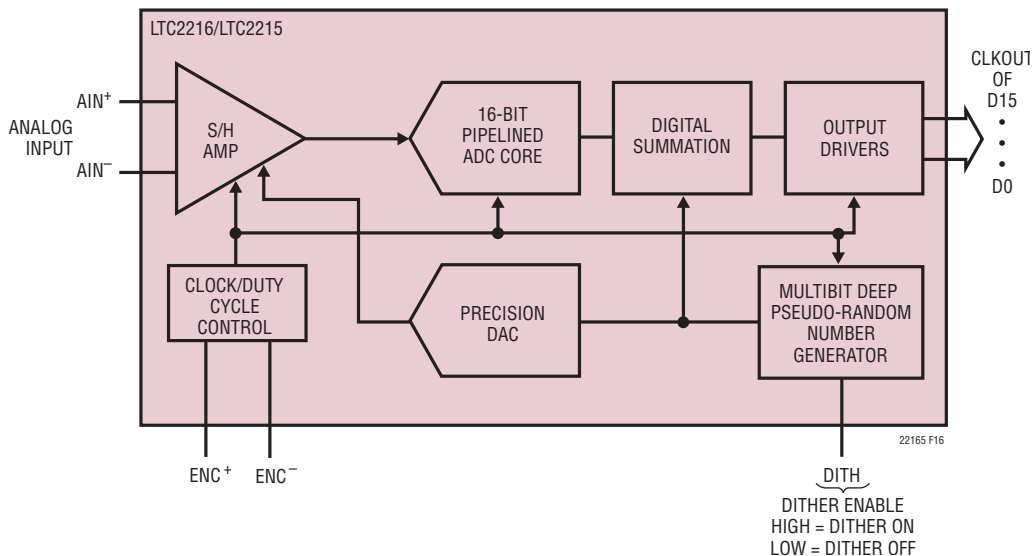 LTC2216/LTC2215
AIN+
ANALOG
INPUT
AIN−
S/H
AMP
16-BIT
PIPELINED
ADC CORE
DIGITAL
SUMMATION
OUTPUT
DRIVERS
CLKOUT
OF
D15
•
•
•
D0
CLOCK/DUTY
CYCLE
CONTROL
PRECISION
DAC
MULTIBIT DEEP
PSEUDO-RANDOM
NUMBER
GENERATOR
22165 F16
ENC+
ENC−
DITH
DITHER ENABLE
HIGH = DITHER ON
LOW = DITHER OFF